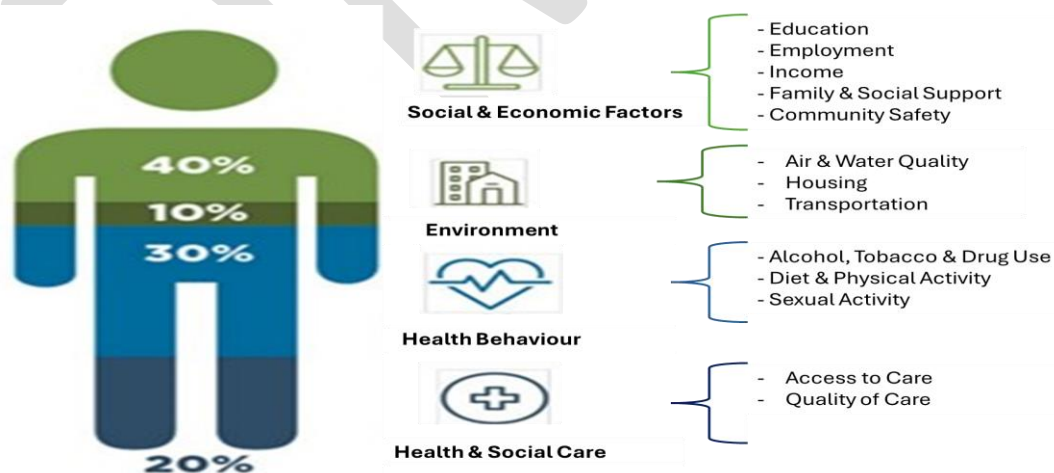 40%
10%
30%
20%
Social & Economic Factors
- Education
- Employment
- Income
- Family & Social Support
- Community Safety
Environment
- Air & Water Quality
- Housing
- Transportation
Health Behaviour
- Alcohol, Tobacco & Drug Use
- Diet & Physical Activity
- Sexual Activity
Health & Social Care
- Access to Care
- Quality of Care